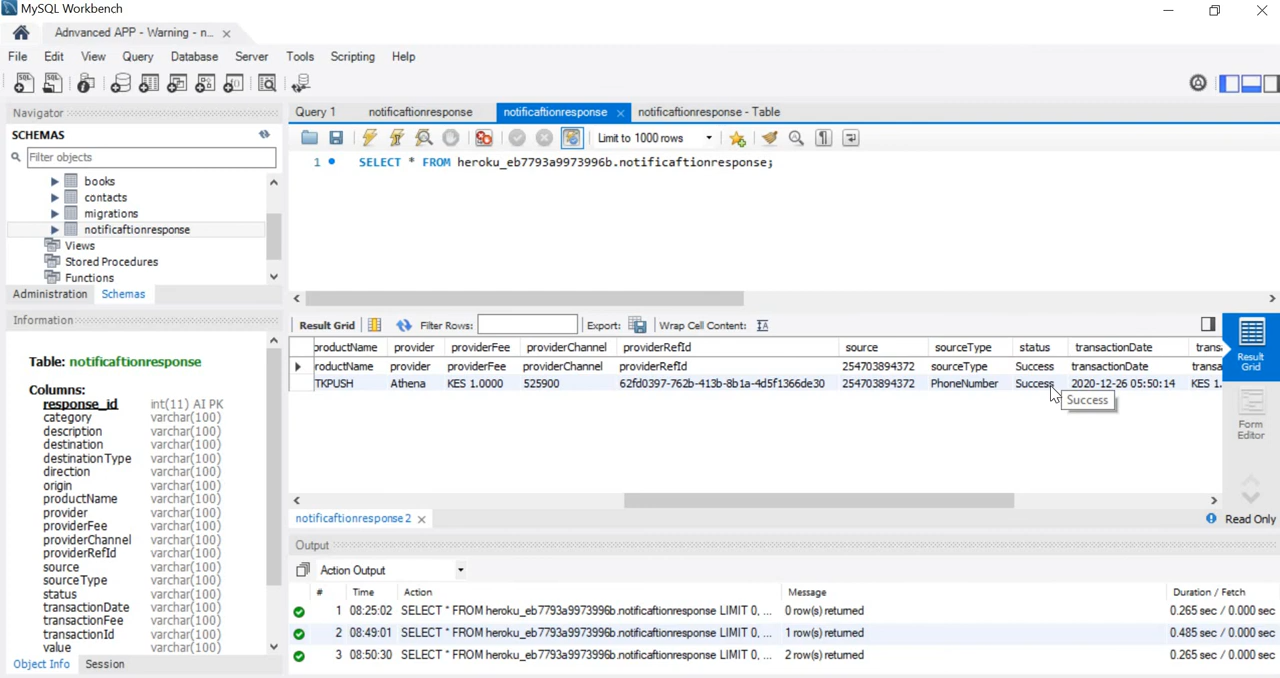 MySQL Workbench
Adnvanced APP - Warning - n...
File Edit View Query Database Server Tools Scripting Help
Navigator
SCHEMAS
Filter objects
books
contacts
migrations
notificaftionresponse
Views
Stored Procedures
Functions
Administration Schemas
Information
Table: notificaftionresponse
Columns:
response_id int(11) AI PK
category varchar(100)
description varchar(100)
destination varchar(100)
destinationType varchar(100)
direction varchar(100)
origin varchar(100)
productName varchar(100)
provider varchar(100)
providerFee varchar(100)
providerChannel varchar(100)
providerRefId varchar(100)
source varchar(100)
sourceType varchar(100)
status varchar(100)
transactionDate varchar(100)
transactionFee varchar(100)
transactionId varchar(100)
value varchar(100)
Object Info Session
Query 1 notificaftionresponse notificaftionresponse notificaftionresponse - Table
Limit to 1000 rows
1 SELECT * FROM heroku_eb7793a9973996b.notificaftionresponse;
Result Grid Filter Rows: Export: Wrap Cell Content:
productName provider providerFee providerChannel providerRefId source sourceType status transactionDate trans
roductName provider providerFee providerChannel providerRefId 254703894372 sourceType Success transactionDate transa
TKPUSH Athena KES 1.0000 525900 62fd0397-762b-413b-8b1a-4d5f1366de30 254703894372 PhoneNumber Success 2020-12-26 05:50:14 KES 1.
Success
Result
Grid
Form
Editor
notificaftionresponse 2 Read Only
Output
Action Output
# Time Action Message Duration / Fetch
1 08:25:02 SELECT * FROM heroku_eb7793a9973996b.notificaftionresponse LIMIT 0, ... 0 row(s) returned 0.265 sec / 0.000 sec
2 08:49:01 SELECT * FROM heroku_eb7793a9973996b.notificaftionresponse LIMIT 0, ... 1 row(s) returned 0.485 sec / 0.000 sec
3 08:50:30 SELECT * FROM heroku_eb7793a9973996b.notificaftionresponse LIMIT 0, ... 2 row(s) returned 0.265 sec / 0.000 sec